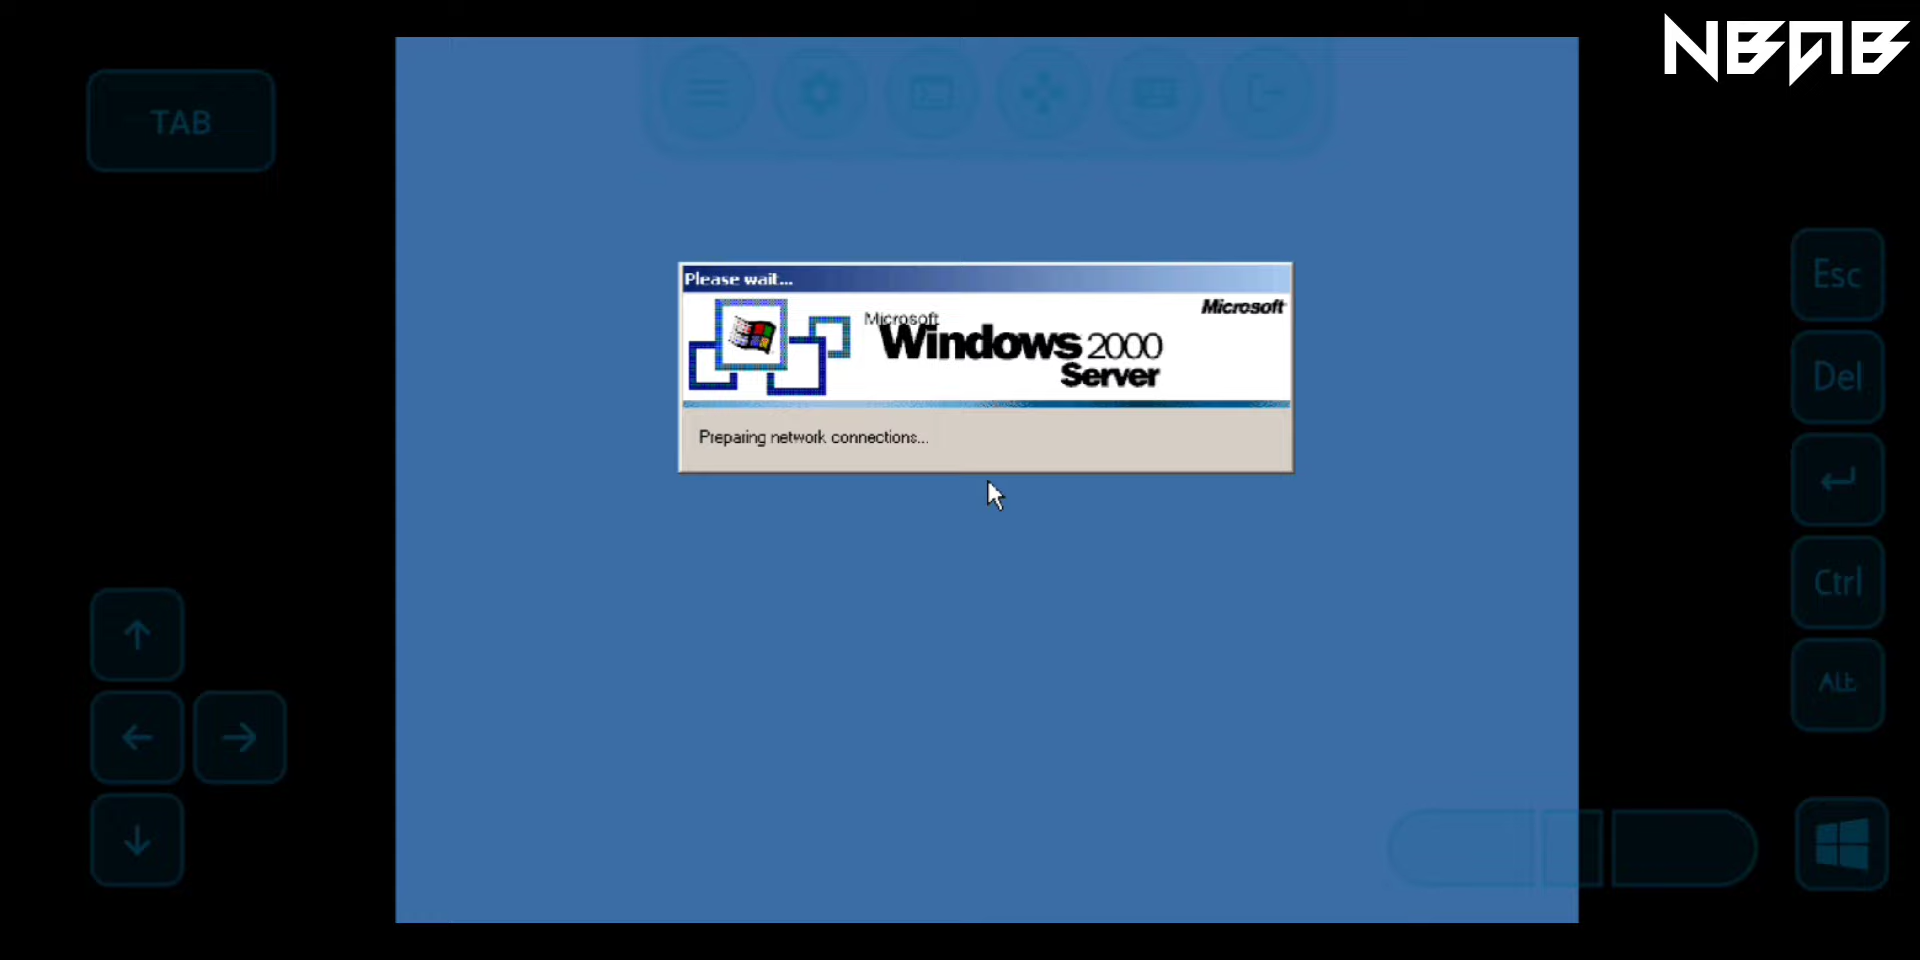 NBAB
TAB
Please wait...
Microsoft
Microsoft
Windows 2000
Server
Preparing network connections...
Esc
Del
Ctrl
Alt